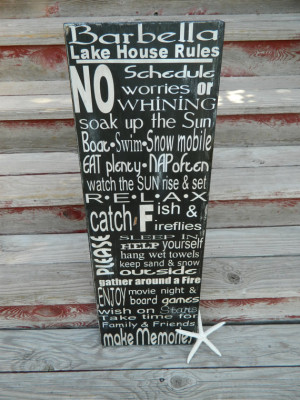 Barbella
Lake House Rules
NO Schedule
worries or
WHINING
soak up the Sun
Boat•Swim•Snow mobile
EAT plenty•NAP often
watch the SUN rise & set
R•E•L•A•X
catch Fish &
Fireflies
PLEASE SLEEP IN
HELP yourself
hang wet towels
keep sand & snow
outside
gather around a Fire
ENJOY movie night &
board games
wish on Stars
take time for
Family & Friends
make Memories